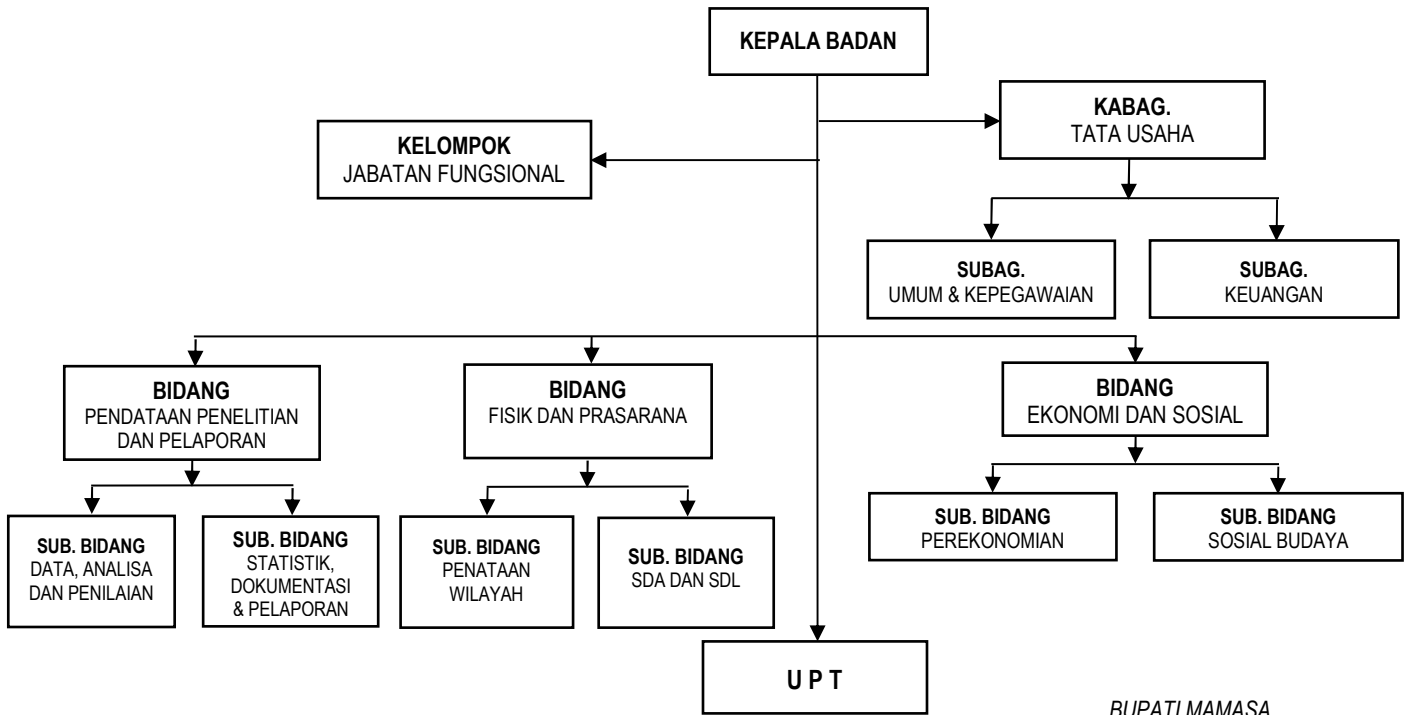 KEPALA BADAN
KABAG.
TATA USAHA
KELOMPOK
JABATAN FUNGSIONAL
SUBAG.
UMUM & KEPEGAWAIAN
SUBAG.
KEUANGAN
BIDANG
PENDATAAN PENELITIAN
DAN PELAPORAN
BIDANG
FISIK DAN PRASARANA
BIDANG
EKONOMI DAN SOSIAL
SUB. BIDANG
DATA, ANALISA
DAN PENILAIAN
SUB. BIDANG
STATISTIK,
DOKUMENTASI
& PELAPORAN
SUB. BIDANG
PENATAAN
WILAYAH
SUB. BIDANG
SDA DAN SDL
SUB. BIDANG
PEREKONOMIAN
SUB. BIDANG
SOSIAL BUDAYA
U P T
BUPATI MAMASA